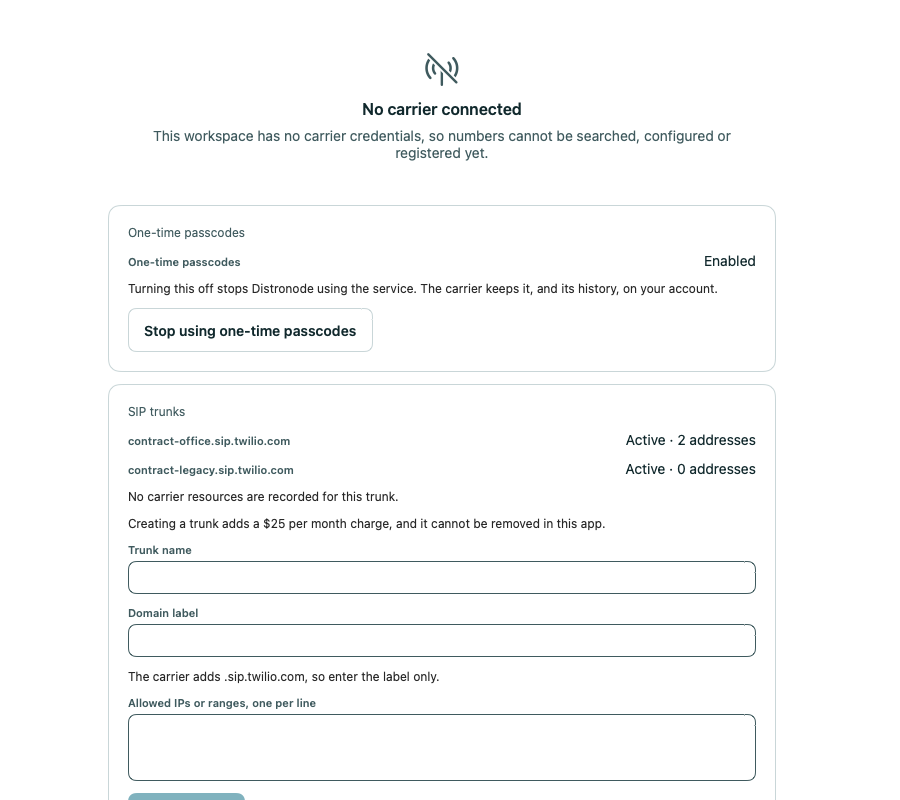 No carrier connected
This workspace has no carrier credentials, so numbers cannot be searched, configured or
registered yet.
One-time passcodes
One-time passcodes Enabled
Turning this off stops Distronode using the service. The carrier keeps it, and its history, on your account.
Stop using one-time passcodes
SIP trunks
contract-office.sip.twilio.com Active · 2 addresses
contract-legacy.sip.twilio.com Active · 0 addresses
No carrier resources are recorded for this trunk.
Creating a trunk adds a $25 per month charge, and it cannot be removed in this app.
Trunk name
Domain label
The carrier adds .sip.twilio.com, so enter the label only.
Allowed IPs or ranges, one per line